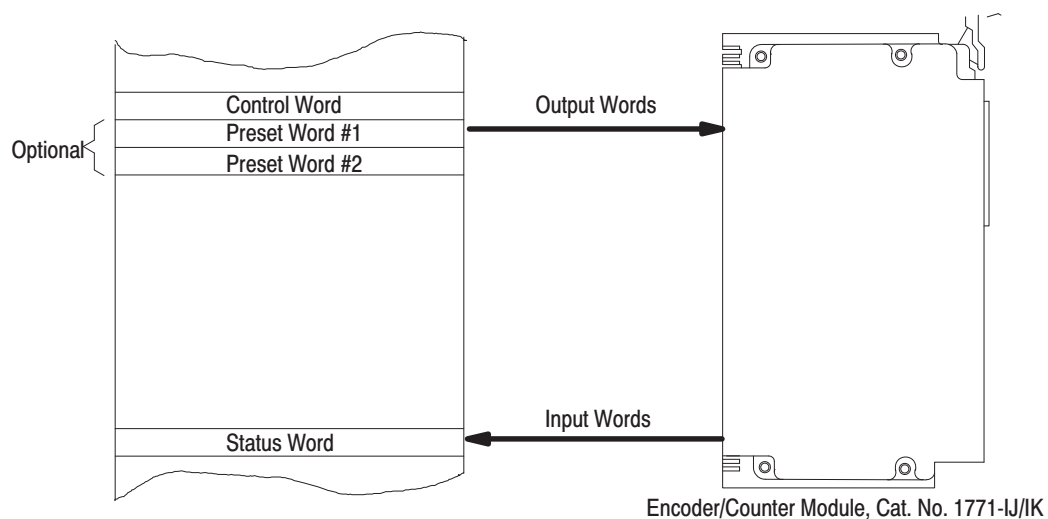 Control Word
Output Words
Preset Word #1
Optional
Preset Word #2
Input Words
Status Word
Encoder/Counter Module, Cat. No. 1771-IJ/IK